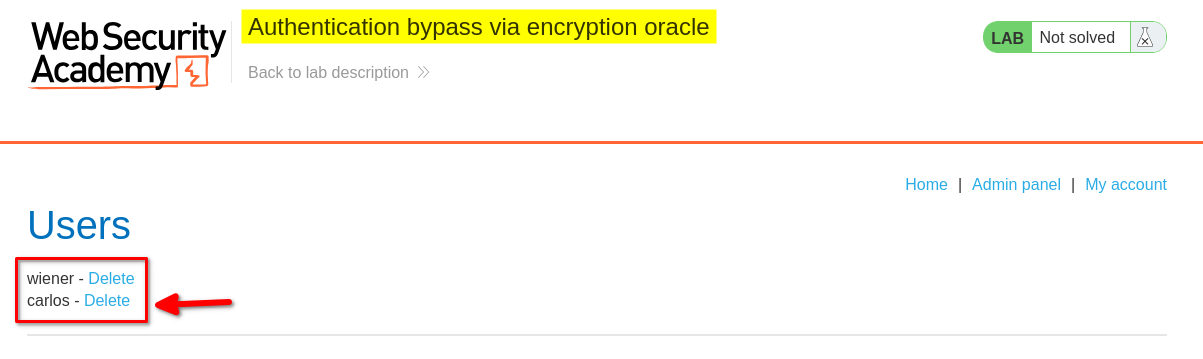 Web Security
Academy
Authentication bypass via encryption oracle
Back to lab description
LAB Not solved
Home | Admin panel | My account
Users
wiener - Delete
carlos - Delete